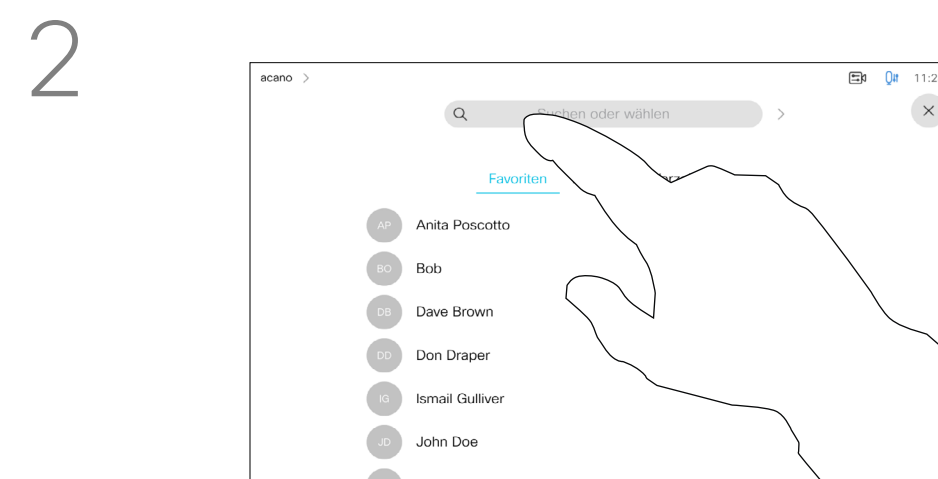 2
acano >
11:2
Suchen oder wählen >
Favoriten
AP Anita Poscotto
BO Bob
DB Dave Brown
DD Don Draper
IG Ismail Gulliver
JD John Doe